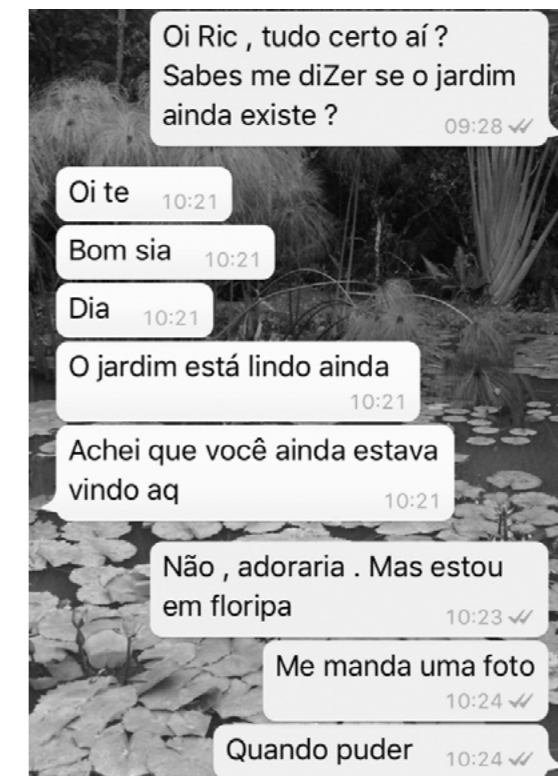 Oi Ric , tudo certo aí ?
Sabes me diZer se o jardim
ainda existe ?
09:28
Oi te 10:21
Bom sia 10:21
Dia 10:21
O jardim está lindo ainda
10:21
Achei que você ainda estava
vindo aq 10:21
Não , adoraria . Mas estou
em floripa 10:23
Me manda uma foto
10:24
Quando puder 10:24